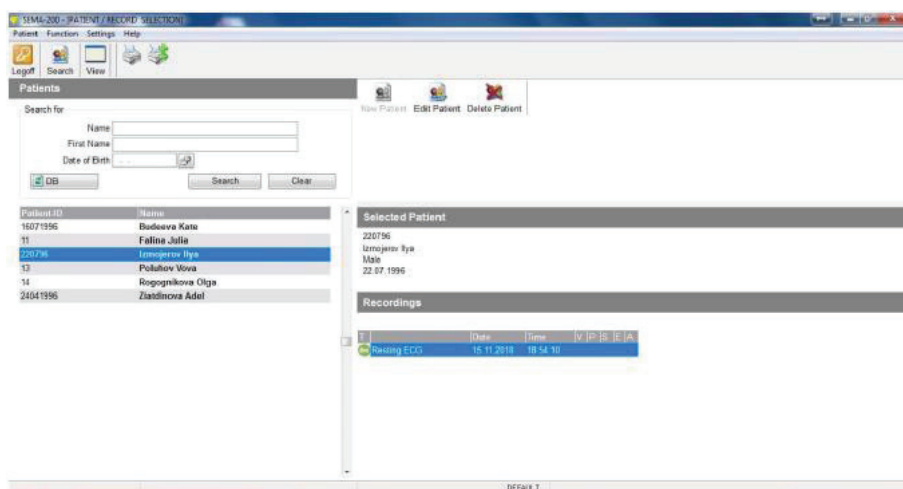 SEMA-200 - [PATIENT / RECORD SELECTION]
Patient Function Settings Help
Logoff Search View
Patients
New Patient Edit Patient Delete Patient
Search for
Name
First Name
Date of Birth
DB Search Clear
Patient ID Name
16071996 Budeeva Kate
11 Falina Julia
220796 Izmojerov Ilya
13 Poluhov Vova
14 Rogognikova Olga
24041996 Zlatdinova Adel
Selected Patient
220796
Izmojerov Ilya
Male
22.07.1996
Recordings
T Date Time V P S E A
Resting ECG 15.11.2018 18:54:10
DEFAULT